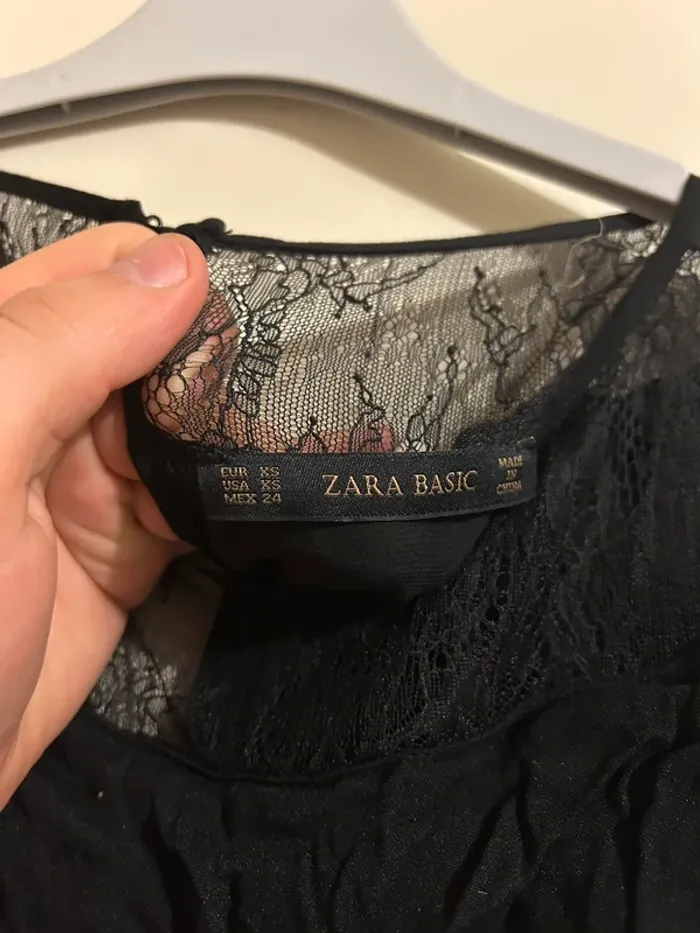 EUR XS
USA XS
MEX 24
ZARA BASIC
MADE
IN
CHINA